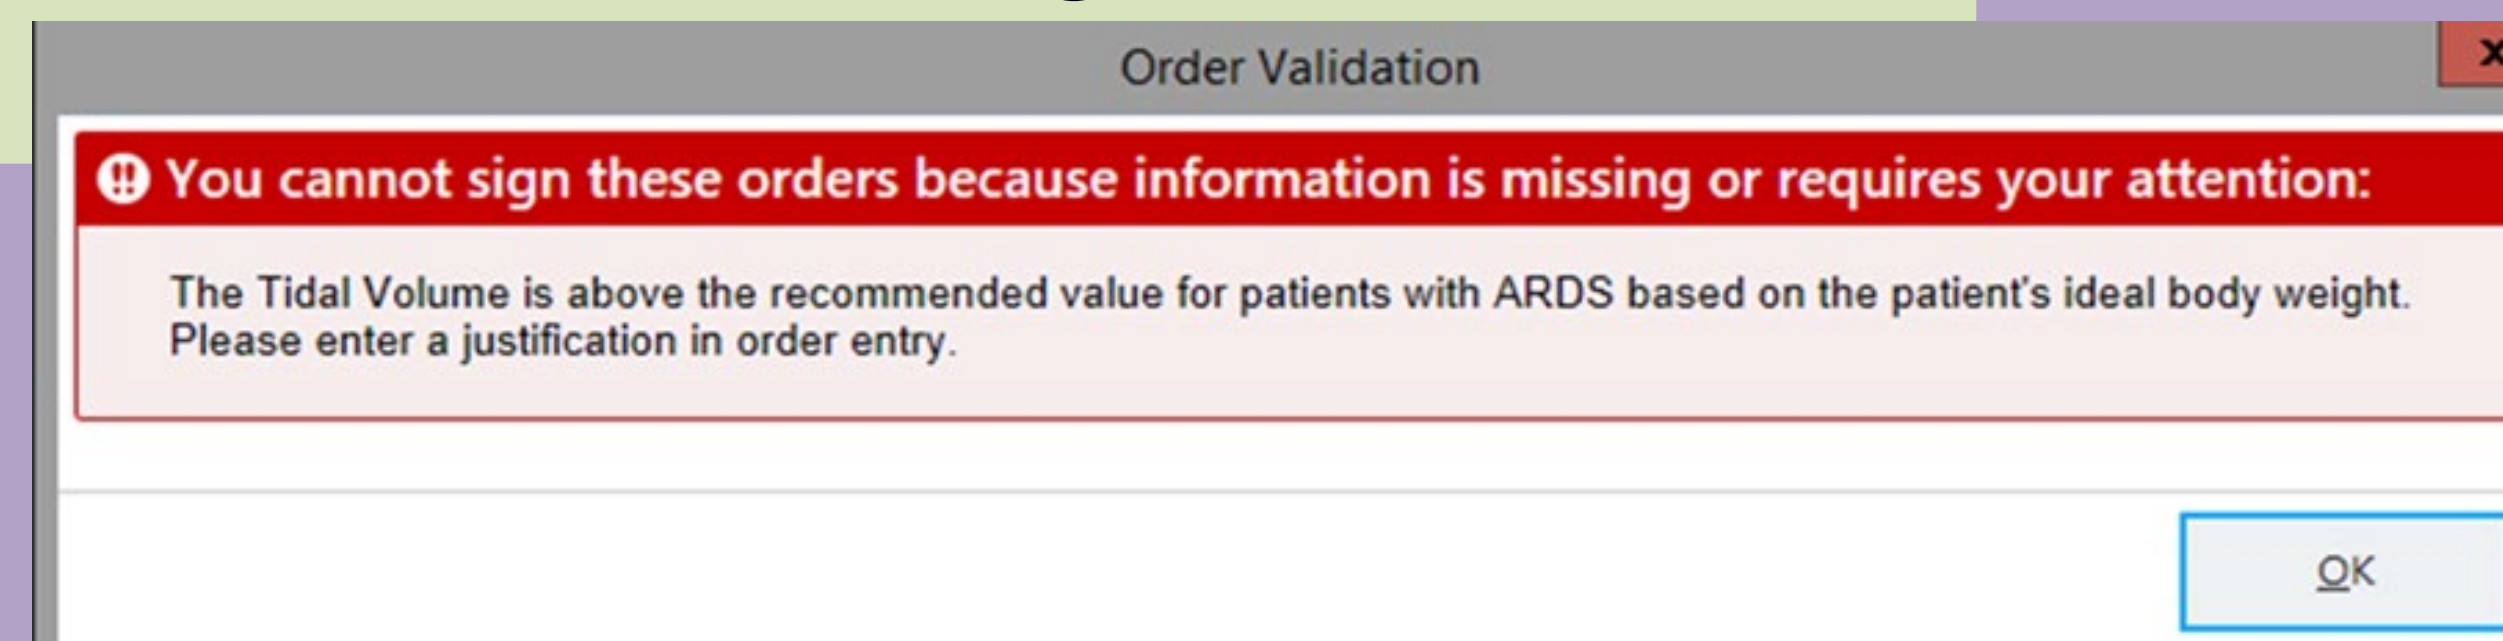 Order Validation
x
You cannot sign these orders because information is missing or requires your attention:
The Tidal Volume is above the recommended value for patients with ARDS based on the patient's ideal body weight.
Please enter a justification in order entry.
OK